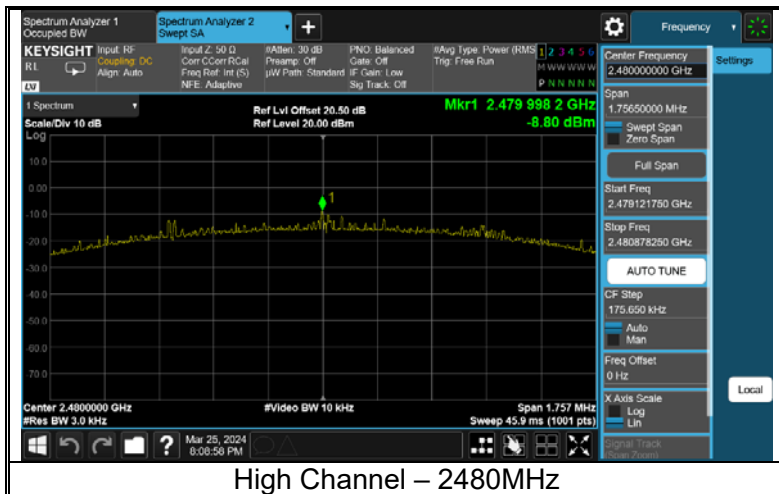 Spectrum Analyzer 1
Occupied BW
Spectrum Analyzer 2
Swept SA
Frequency
KEYSIGHT
RL
LXI
Input: RF
Coupling: DC
Align: Auto
Input Z: 50 Ω
Corr CCorr RCal
Freq Ref: Int (S)
NFE: Adaptive
#Atten: 30 dB
Preamp: Off
µW Path: Standard
PNO: Balanced
Gate: Off
IF Gain: Low
Sig Track: Off
#Avg Type: Power (RMS
Trig: Free Run
1 2 3 4 5 6
M W W W W W
P N N N N N
1 Spectrum
Scale/Div 10 dB
Log
Ref Lvl Offset 20.50 dB
Ref Level 20.00 dBm
Mkr1 2.479 998 2 GHz
-8.80 dBm
1
10.0
0.00
-10.0
-20.0
-30.0
-40.0
-50.0
-60.0
-70.0
Center 2.4800000 GHz
#Res BW 3.0 kHz
#Video BW 10 kHz
Span 1.757 MHz
Sweep 45.9 ms (1001 pts)
Mar 25, 2024
8:08:58 PM
Center Frequency
2.480000000 GHz
Span
1.75650000 MHz
Swept Span
Zero Span
Full Span
Start Freq
2.479121750 GHz
Stop Freq
2.480878250 GHz
AUTO TUNE
CF Step
175.650 kHz
Auto
Man
Freq Offset
0 Hz
X Axis Scale
Log
Lin
Signal Track
(Span Zoom)
Settings
Local
High Channel – 2480MHz